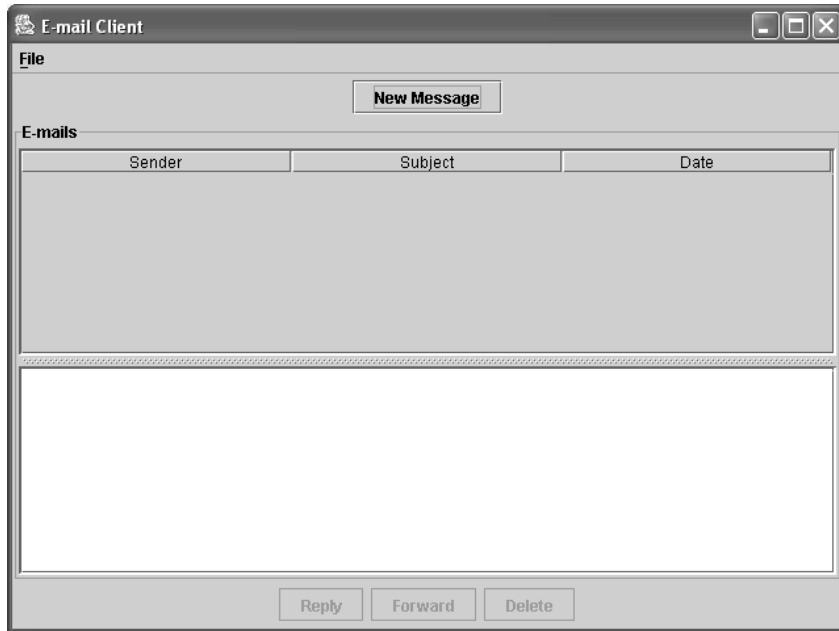 E-mail Client
File
New Message
E-mails
Sender Subject Date
Reply Forward Delete